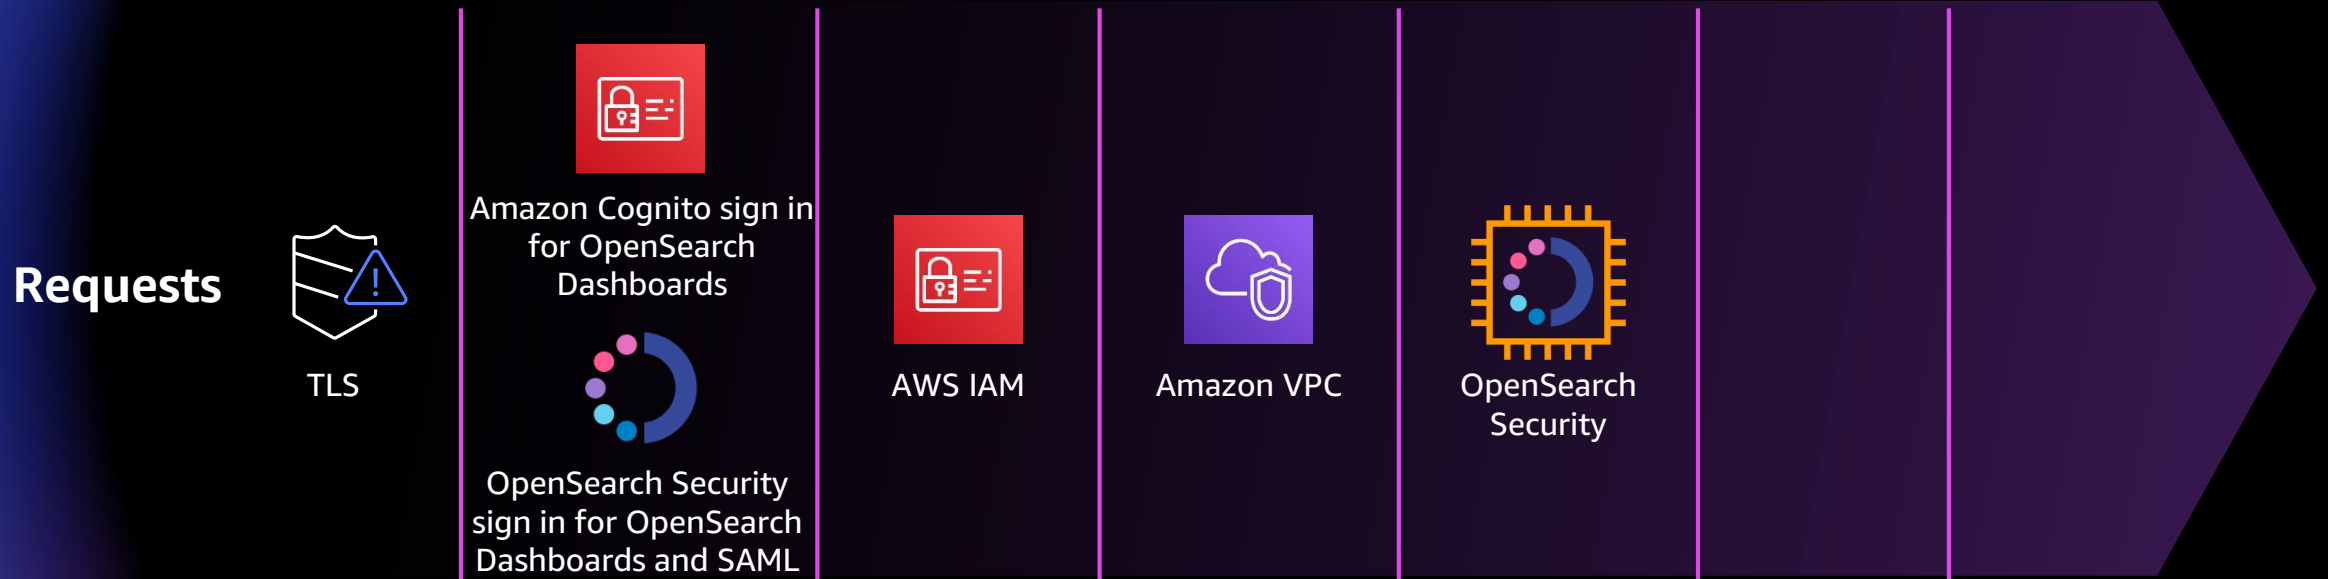 Requests
TLS
Amazon Cognito sign in
for OpenSearch
Dashboards
OpenSearch Security
sign in for OpenSearch
Dashboards and SAML
AWS IAM
Amazon VPC
OpenSearch
Security